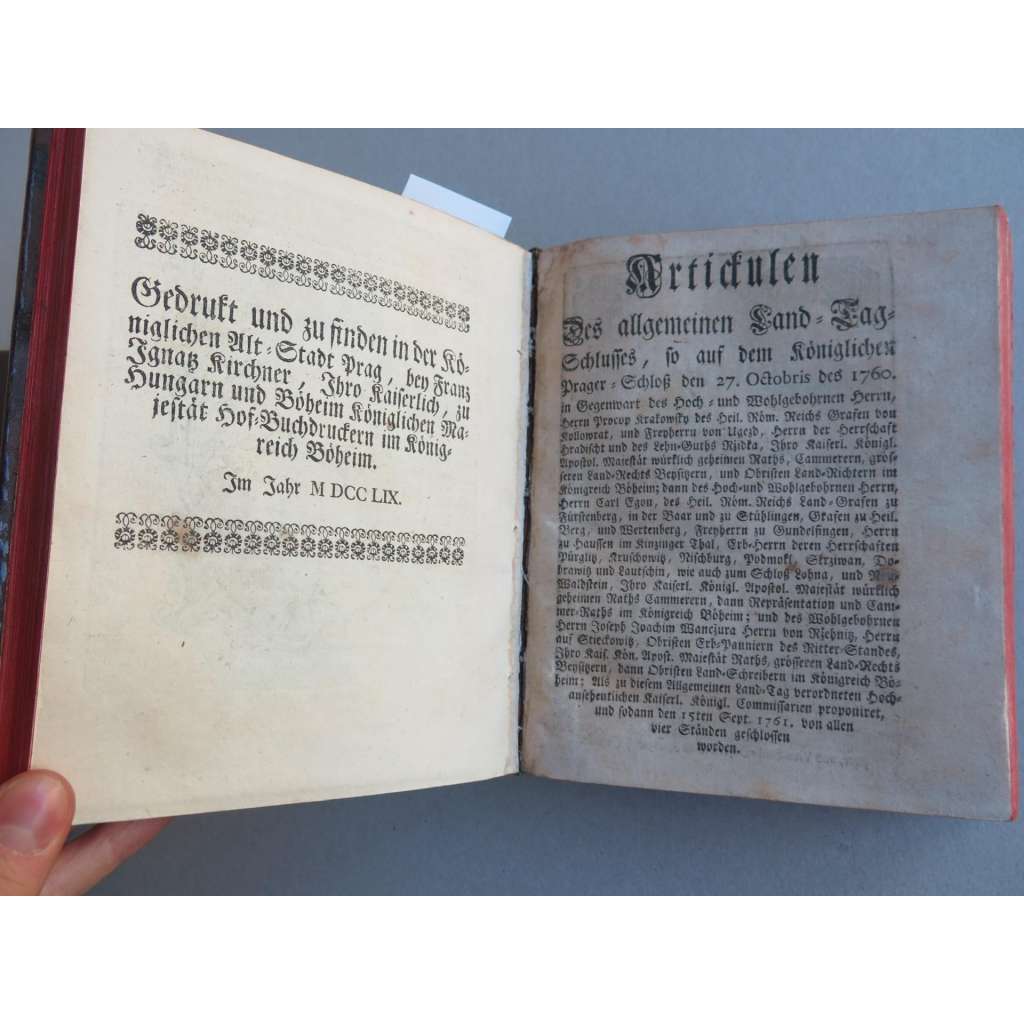 Gedrukt und zu finden in der Kö-
niglichen Alt-Stadt Prag, bey Franz
Ignatz Kirchner, Ihro Kaiserlich, zu
Hungarn und Böheim Königlichen Ma-
jestät Hof-Buchdruckern im König-
reich Böheim.
Im Jahr M DCC LIX.
Artickulen
Des allgemeinen Land-Tag-
Schlusses, so auf dem Königlichen
Prager-Schloß den 27. Octobris des 1760.
in Gegenwart des Hoch- und Wohlgebohrnen Herrn,
Herrn Procop Krakowsky des Heil. Röm. Reichs Grafen von
Kollowrat, und Freyherrn von Ugezd, Herrn der Herrschaft
Hradischt und des Lehn-Guths Rzidka, Ihro Kaiserl. Königl.
Apostol. Majestät würklich geheimen Raths, Cammerern, grös-
seren Land-Rechts Beysitzern, und Obristen Land-Richtern im
Königreich Böheim; dann des Hoch-und Wohlgebohrnen Herrn,
Herrn Carl Egon, des Heil. Röm. Reichs Land-Grafen zu
Fürstenberg, in der Baar und zu Stühlingen, Grafen zu Heil.
Berg, und Wertenberg, Freyherrn zu Gundelfingen, Herrn
zu Haussen im Kinzinger Thal, Erb-Herrn deren Herrschaften
Pürglitz, Kruschowitz, Nischburg, Podmokl, Skrziwan, Do-
brawitz und Lautschin, wie auch zum Schloß Lohna, und Neu-
Waldstein, Ihro Kaiserl. Königl. Apostol. Majestät würklich
geheimen Raths Cammerern, dann Repräsentation und Cam-
mer-Raths im Königreich Böheim; und des Wohlgebohrnen
Herrn Joseph Joachim Wanczura Herrn von Rzehnitz, Herrn
auf Stieckowitz, Obristen Erb-Panniern des Ritter-Standes,
Ihro Kais. Kön. Apost. Majestät Raths, grösseren Land-Rechts
Beysitzern, dann Obristen Land-Schreibern im Königreich Bö-
heim; Als zu diesem Allgemeinen Land-Tag verordneten Hoch-
ansehentlichen Kaiserl. Königl. Commissarien proponiret,
und sodann den 15ten Sept. 1761. von allen
vier Ständen geschlossen
worden.